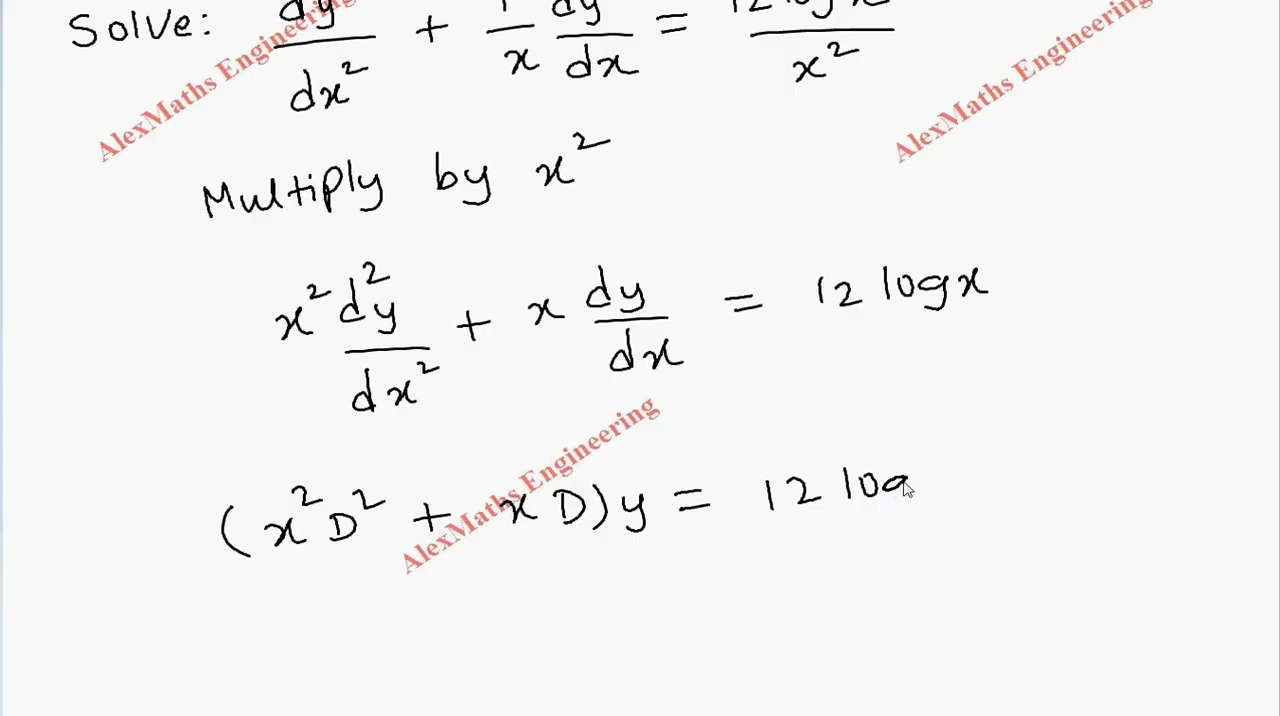 Solve: d²y/dx² + 1/x dy/dx = 12 log x/x²
Multiply by x²
x² d²y/dx² + x dy/dx = 12 log x
(x²D² + xD)y = 12 log
AlexMaths Engineering
AlexMaths Engineering
AlexMaths Engineering